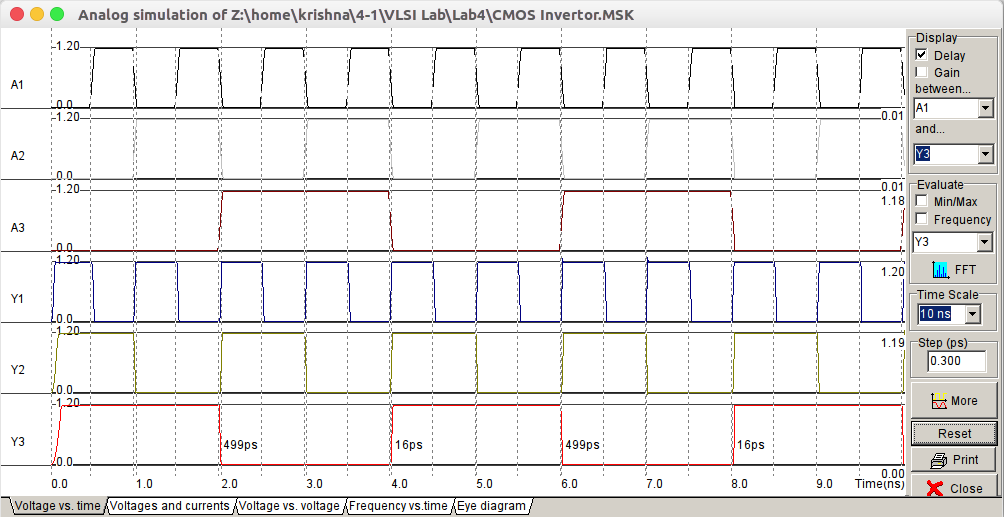 Analog simulation of Z:\home\krishna\4-1\VLSI Lab\Lab4\CMOS Invertor.MSK
Display
Delay
Gain
between...
A1
and...
Y3
Evaluate
Min/Max
Frequency
Y3
FFT
Time Scale
10 ns
Step (ps)
0.300
More
Reset
Print
Close
1.20
A1
0.0
1.20
0.01
A2
0.0
1.20
0.01
1.18
A3
0.0
1.20
1.20
Y1
0.0
1.20
1.19
Y2
0.0
1.20
Y3
499ps
16ps
499ps
16ps
0.0
0.00
0.0 1.0 2.0 3.0 4.0 5.0 6.0 7.0 8.0 9.0 Time(ns)
Voltage vs. time Voltages and currents Voltage vs. voltage Frequency vs.time Eye diagram